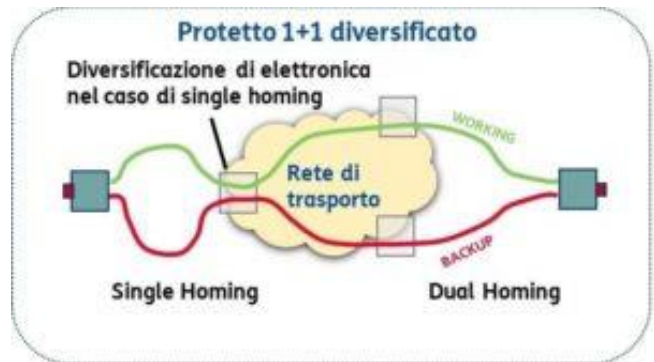 Protetto 1+1 diversificato
Diversificazione di elettronica
nel caso di single homing
WORKING
Rete di
trasporto
BACKUP
Single Homing
Dual Homing